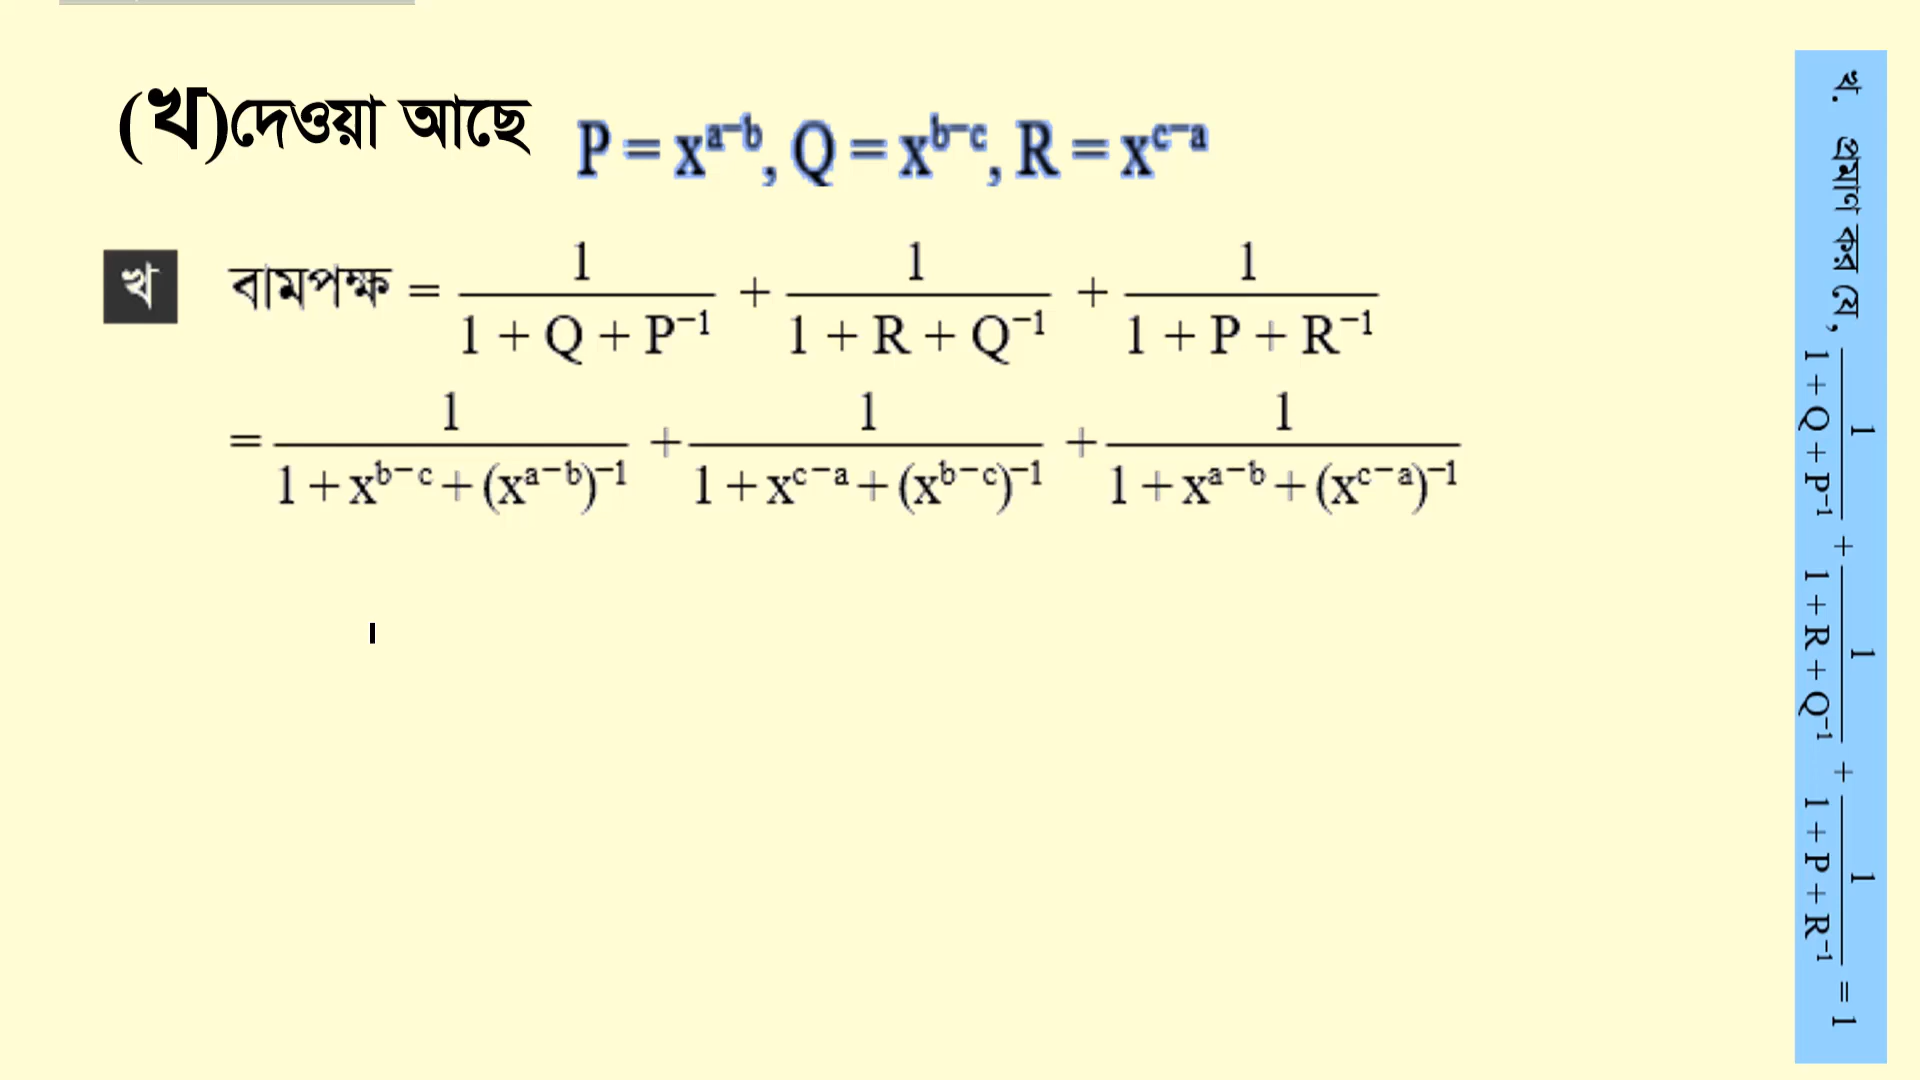 (খ)দেওয়া আছে P = x^(a−b), Q = x^(b−c), R = x^(c−a)
খ বামপক্ষ = 1/(1 + Q + P⁻¹) + 1/(1 + R + Q⁻¹) + 1/(1 + P + R⁻¹)
= 1/(1 + x^(b−c) + (x^(a−b))⁻¹) + 1/(1 + x^(c−a) + (x^(b−c))⁻¹) + 1/(1 + x^(a−b) + (x^(c−a))⁻¹)
খ. প্রমাণ কর যে, 1/(1 + Q + P⁻¹) + 1/(1 + R + Q⁻¹) + 1/(1 + P + R⁻¹) = 1